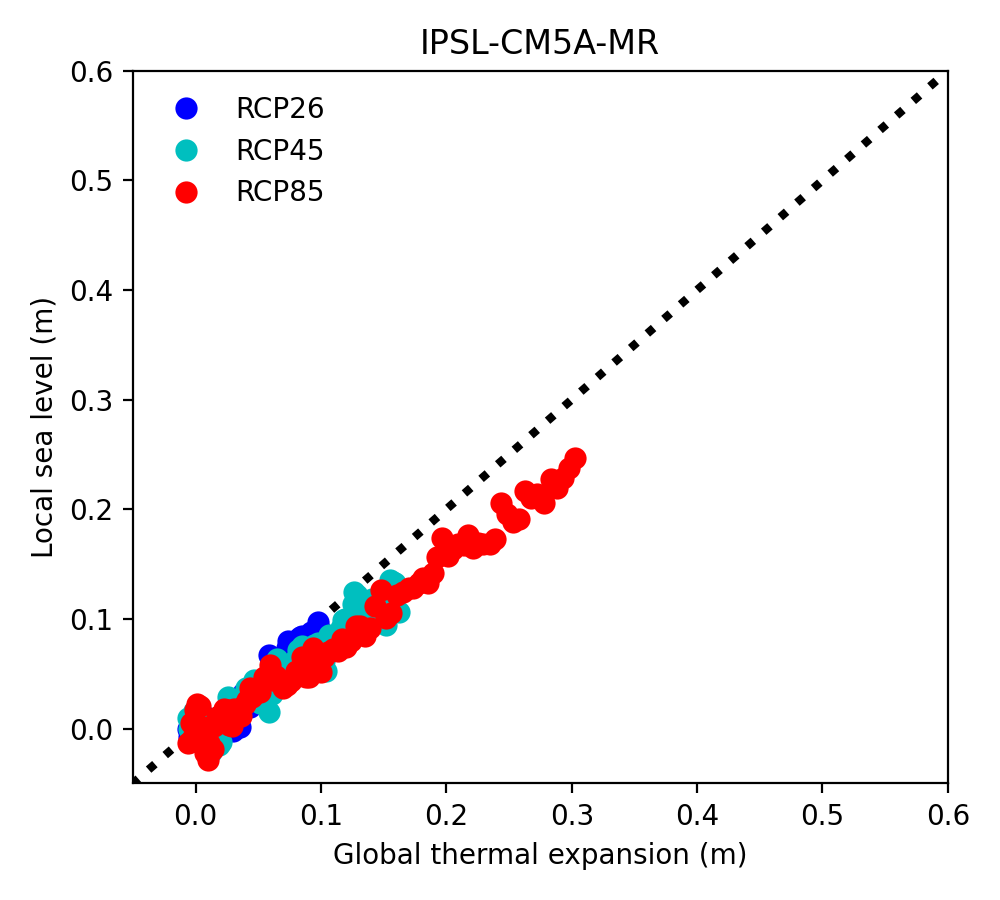 IPSL-CM5A-MR
RCP26
RCP45
RCP85
0.6
0.5
0.4
0.3
0.2
0.1
0.0
Local sea level (m)
0.0 0.1 0.2 0.3 0.4 0.5 0.6
Global thermal expansion (m)